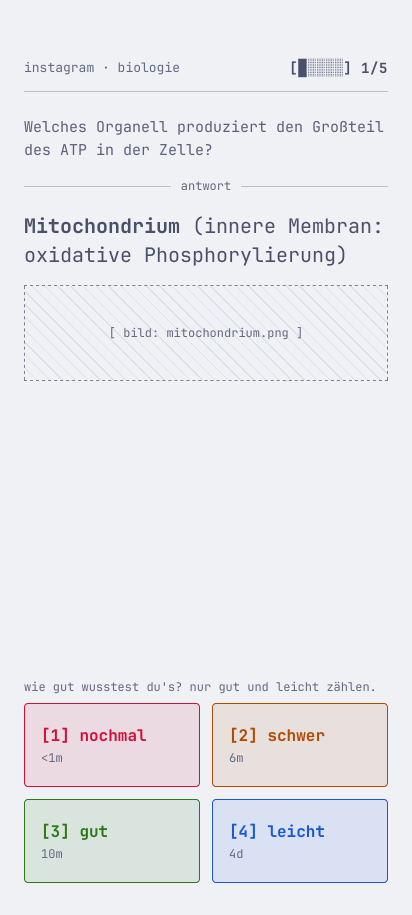 instagram · biologie
[█░░░░] 1/5
Welches Organell produziert den Großteil
des ATP in der Zelle?
antwort
Mitochondrium (innere Membran:
oxidative Phosphorylierung)
[ bild: mitochondrium.png ]
wie gut wusstest du's? nur gut und leicht zählen.
[1] nochmal
<1m
[2] schwer
6m
[3] gut
10m
[4] leicht
4d